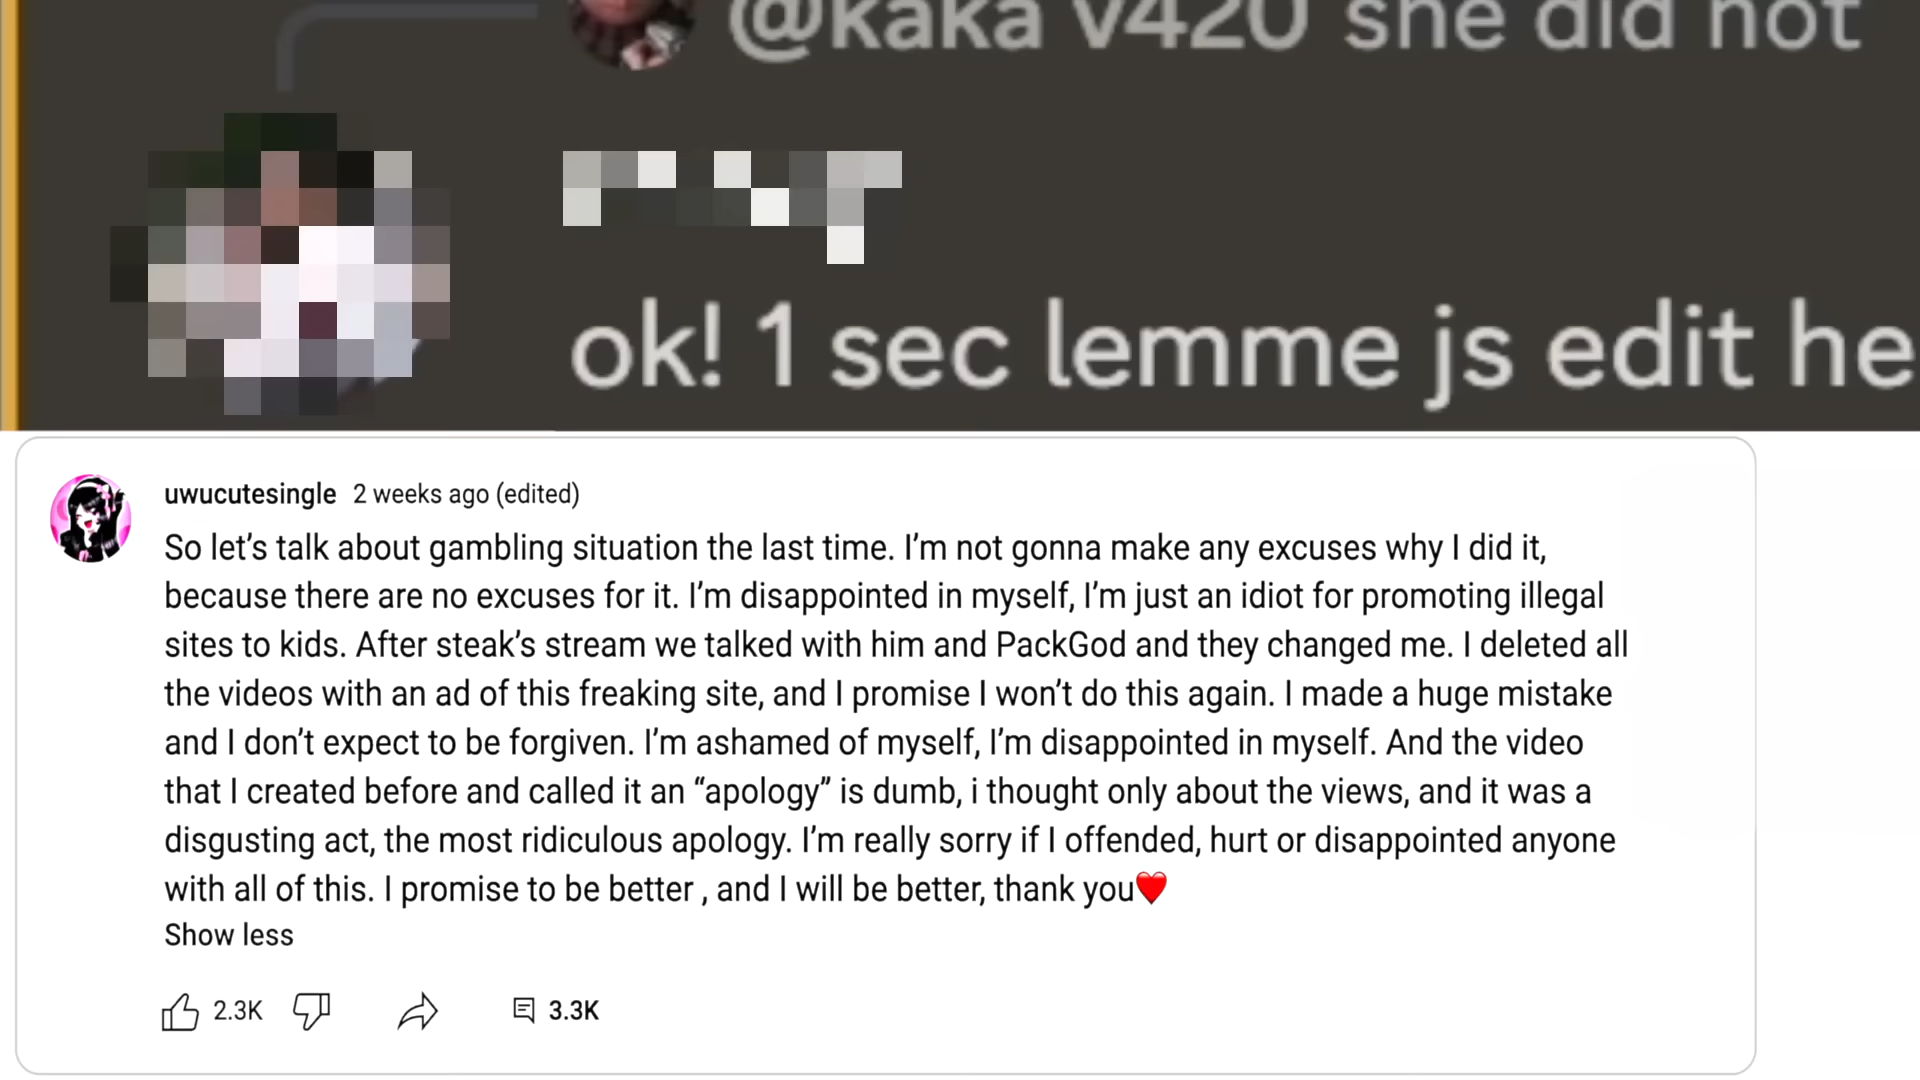 @kaka v420 she did not
ok! 1 sec lemme js edit he
uwucutesingle 2 weeks ago (edited)
So let’s talk about gambling situation the last time. I’m not gonna make any excuses why I did it,
because there are no excuses for it. I’m disappointed in myself, I’m just an idiot for promoting illegal
sites to kids. After steak’s stream we talked with him and PackGod and they changed me. I deleted all
the videos with an ad of this freaking site, and I promise I won’t do this again. I made a huge mistake
and I don’t expect to be forgiven. I’m ashamed of myself, I’m disappointed in myself. And the video
that I created before and called it an “apology” is dumb, i thought only about the views, and it was a
disgusting act, the most ridiculous apology. I’m really sorry if I offended, hurt or disappointed anyone
with all of this. I promise to be better , and I will be better, thank you❤️
Show less
2.3K 3.3K